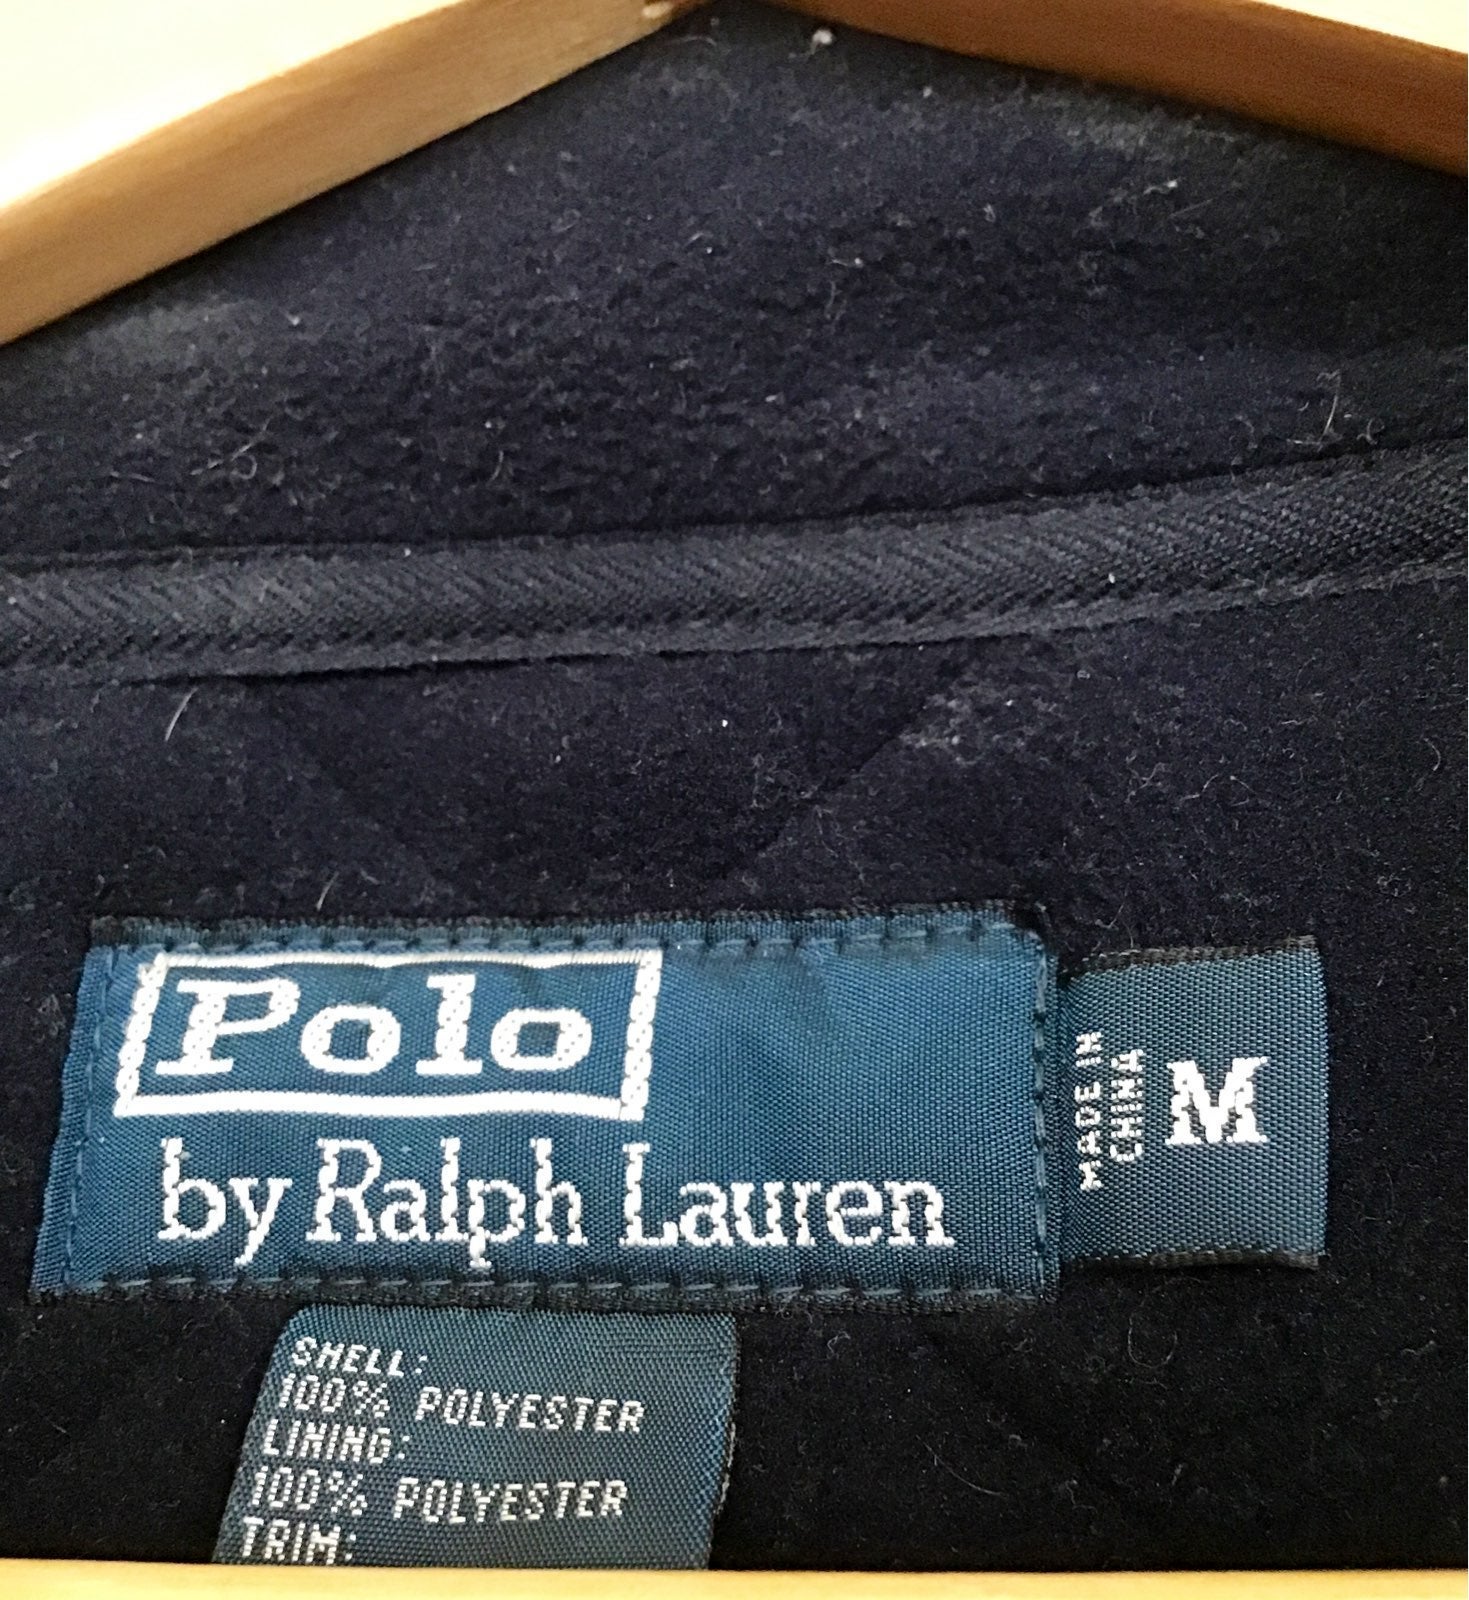 Polo
by Ralph Lauren
MADE IN
CHINA
M
SHELL:
100% POLYESTER
LINING:
100% POLYESTER
TRIM: